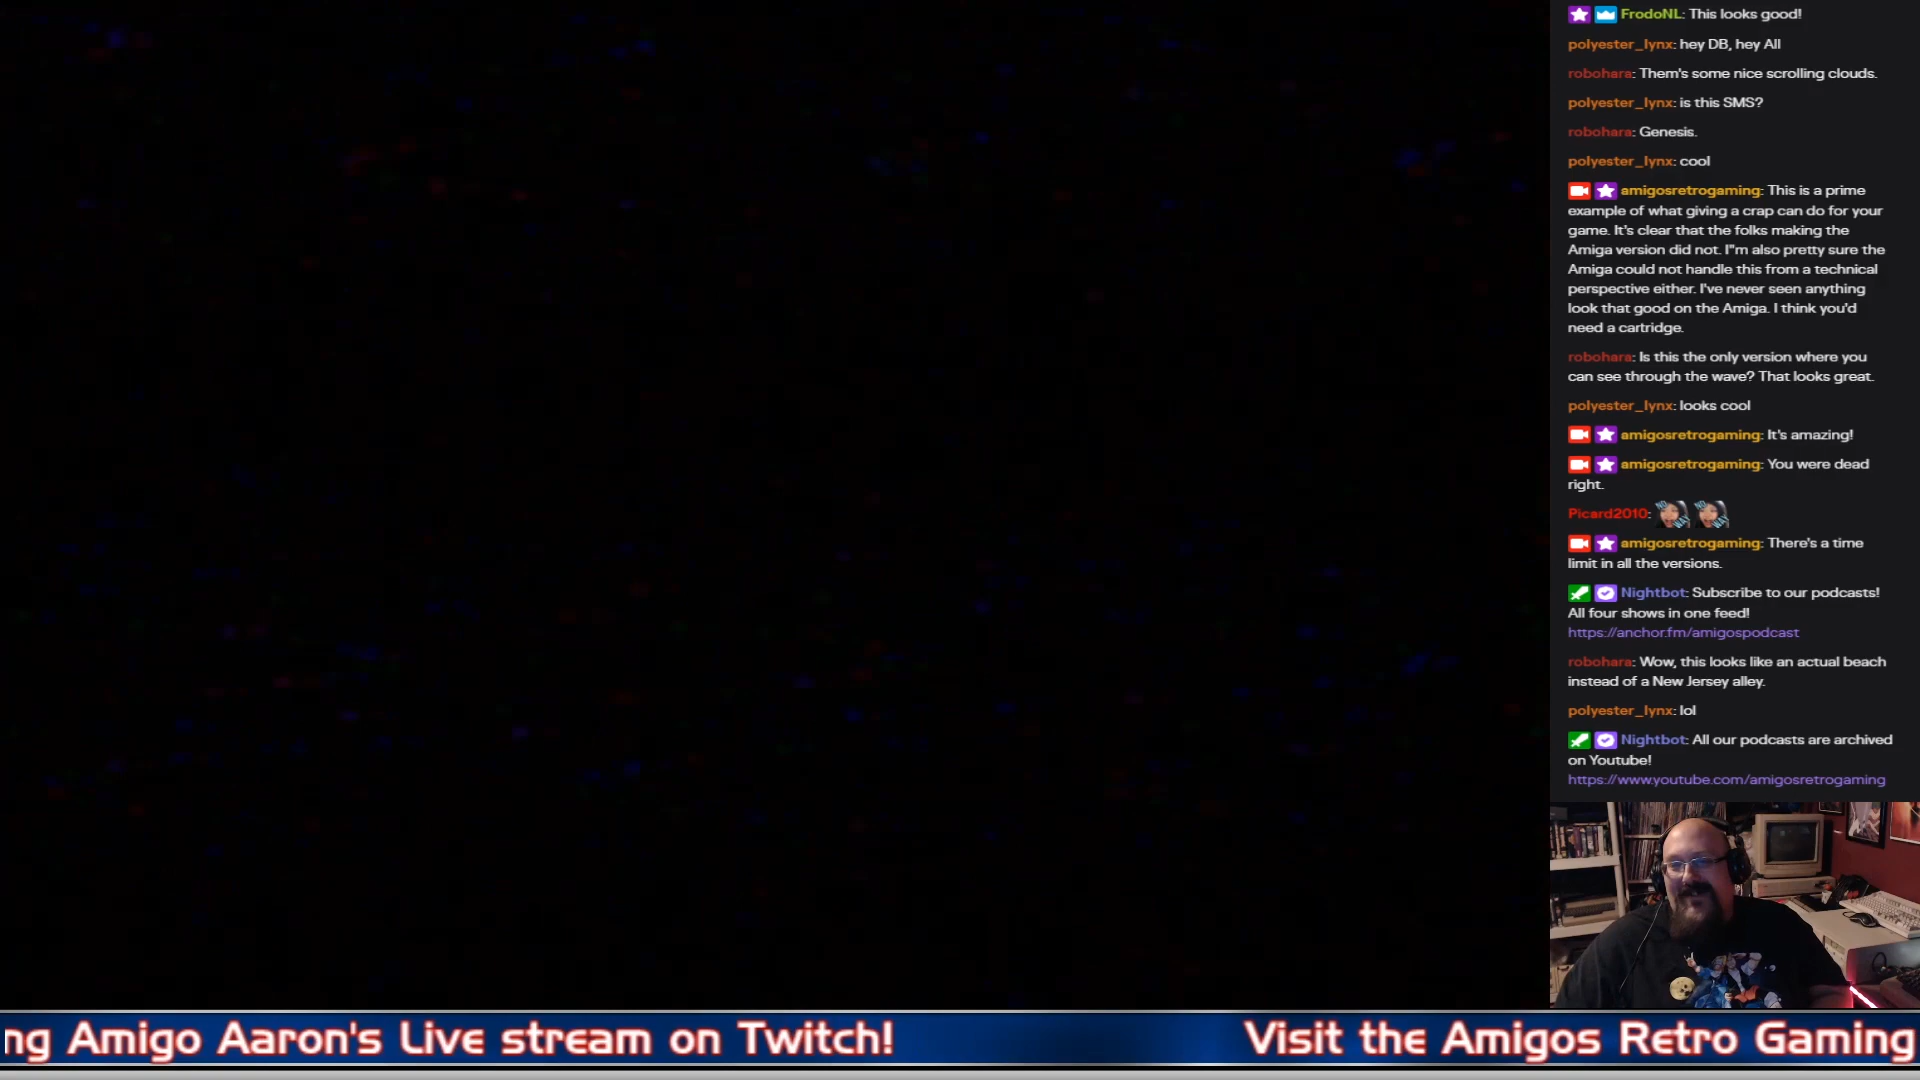 FrodoNL: This looks good!
polyester_lynx: hey DB, hey All
robohara: Them's some nice scrolling clouds.
polyester_lynx: is this SMS?
robohara: Genesis.
polyester_lynx: cool
amigosretrogaming: This is a prime
example of what giving a crap can do for your
game. It's clear that the folks making the
Amiga version did not. I"m also pretty sure the
Amiga could not handle this from a technical
perspective either. I've never seen anything
look that good on the Amiga. I think you'd
need a cartridge.
robohara: Is this the only version where you
can see through the wave? That looks great.
polyester_lynx: looks cool
amigosretrogaming: It's amazing!
amigosretrogaming: You were dead
right.
Picard2010:
amigosretrogaming: There's a time
limit in all the versions.
Nightbot: Subscribe to our podcasts!
All four shows in one feed!
https://anchor.fm/amigospodcast
robohara: Wow, this looks like an actual beach
instead of a New Jersey alley.
polyester_lynx: lol
Nightbot: All our podcasts are archived
on Youtube!
https://www.youtube.com/amigosretrogaming
ng Amigo Aaron's Live stream on Twitch! Visit the Amigos Retro Gaming